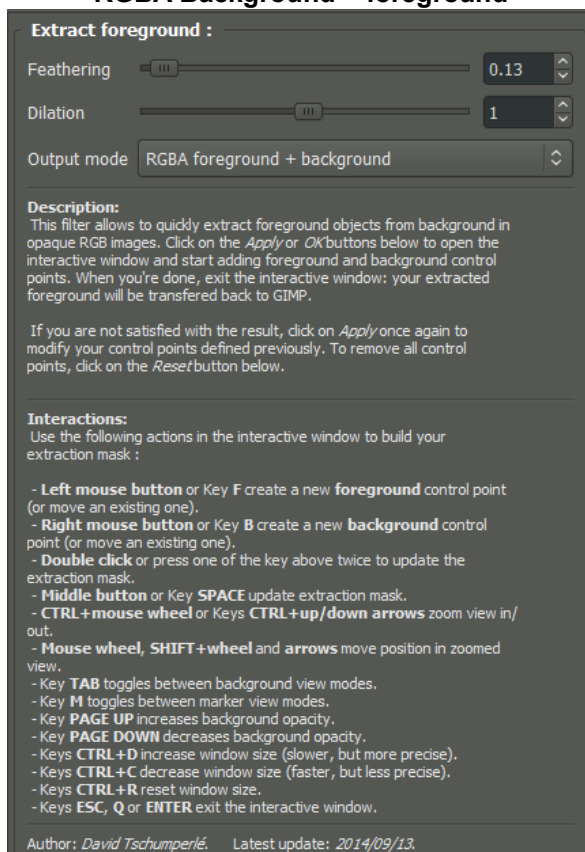 Extract foreground :
Feathering 0.13
Dilation 1
Output mode RGBA foreground + background
Description:
This filter allows to quickly extract foreground objects from background in
opaque RGB images. Click on the Apply or OK buttons below to open the
interactive window and start adding foreground and background control
points. When you're done, exit the interactive window: your extracted
foreground will be transfered back to GIMP.
If you are not satisfied with the result, click on Apply once again to
modify your control points defined previously. To remove all control
points, click on the Reset button below.
Interactions:
Use the following actions in the interactive window to build your
extraction mask :
- Left mouse button or Key F create a new foreground control point
(or move an existing one).
- Right mouse button or Key B create a new background control
point (or move an existing one).
- Double click or press one of the key above twice to update the
extraction mask.
- Middle button or Key SPACE update extraction mask.
- CTRL+mouse wheel or Keys CTRL+up/down arrows zoom view in/
out.
- Mouse wheel, SHIFT+wheel and arrows move position in zoomed
view.
- Key TAB toggles between background view modes.
- Key M toggles between marker view modes.
- Key PAGE UP increases background opacity.
- Key PAGE DOWN decreases background opacity.
- Keys CTRL+D increase window size (slower, but more precise).
- Keys CTRL+C decrease window size (faster, but less precise).
- Keys CTRL+R reset window size.
- Keys ESC, Q or ENTER exit the interactive window.
Author: David Tschumperlé. Latest update: 2014/09/13.